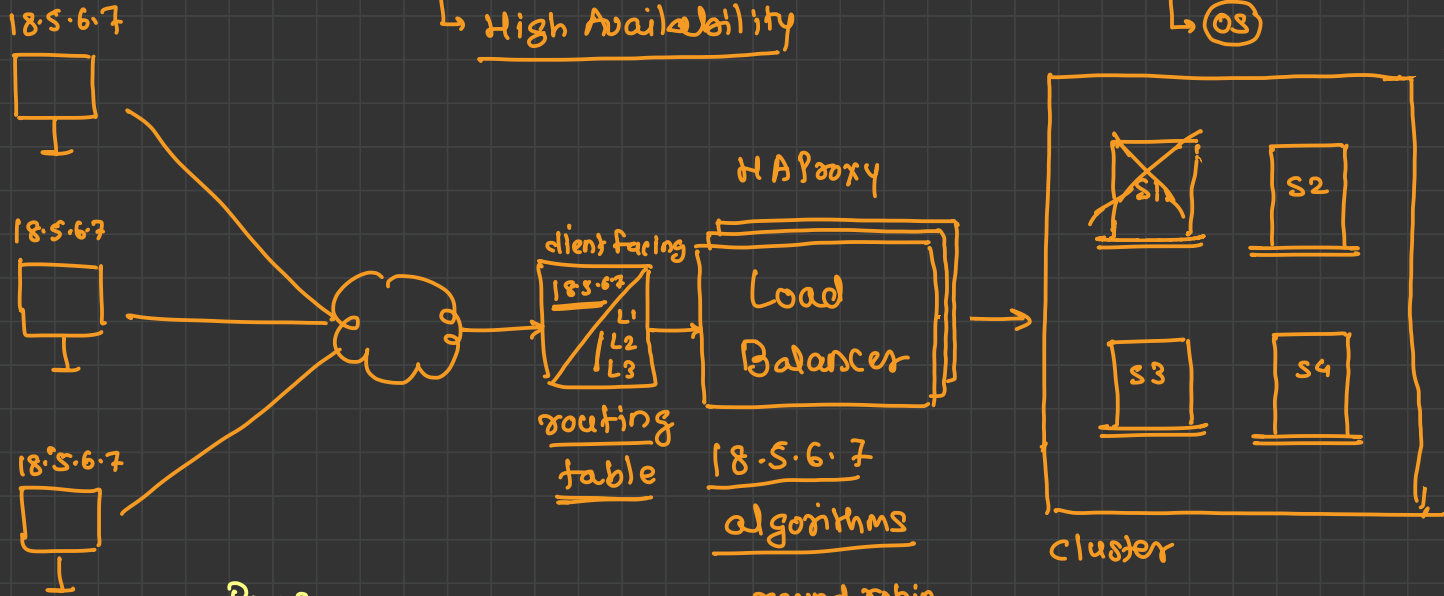 18.5.6.7
↳ High Availability
↳ OS
HAProxy
S1
S2
18.5.6.7
client facing
18.5.6.7
L1
L2
L3
Load
Balancer
S3
S4
routing
table
18.5.6.7
18.5.6.7
algorithms
cluster
round robin